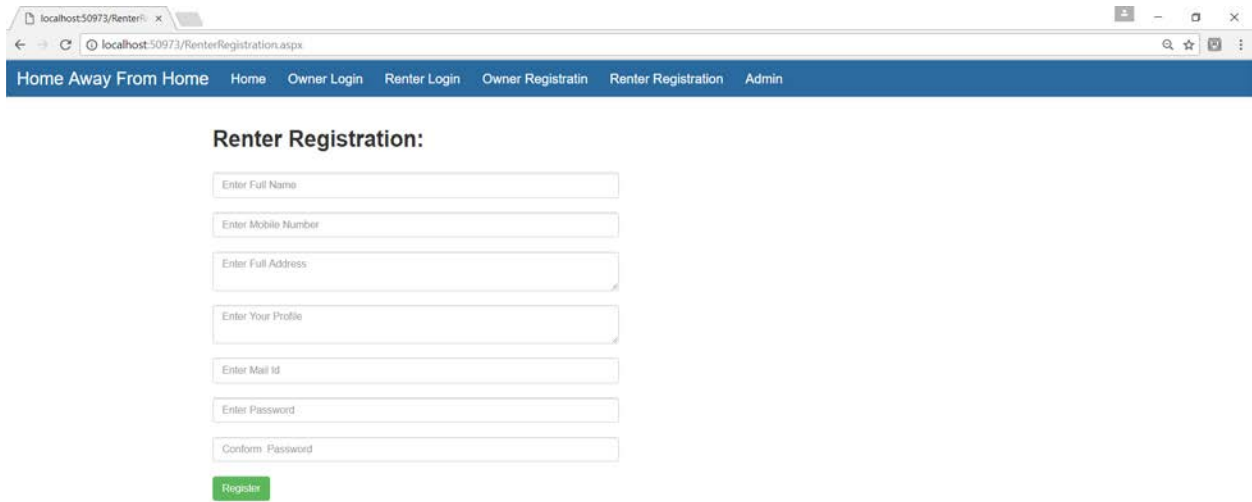 localhost:50973/RenterR
localhost:50973/RenterRegistration.aspx
Home Away From Home Home Owner Login Renter Login Owner Registratin Renter Registration Admin
Renter Registration:
Enter Full Name
Enter Mobile Number
Enter Full Address
Enter Your Profile
Enter Mail Id
Enter Password
Conform Password
Register